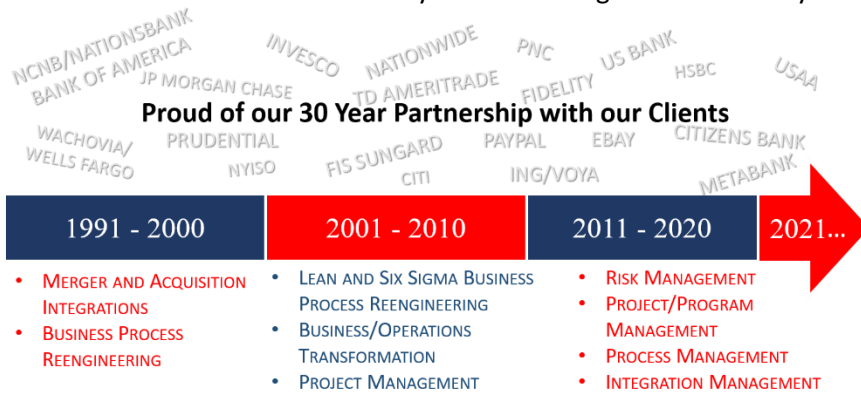 NCNB/NATIONSBANK
BANK OF AMERICA
JP MORGAN CHASE
INVESCO
NATIONWIDE
TD AMERITRADE
PNC
FIDELITY
US BANK
HSBC
USAA
Proud of our 30 Year Partnership with our Clients
WACHOVIA/
WELLS FARGO
PRUDENTIAL
NYISO
FIS SUNGARD
CITI
PAYPAL
ING/VOYA
EBAY
CITIZENS BANK
METABANK
1991 - 2000
2001 - 2010
2011 - 2020
2021...
• MERGER AND ACQUISITION
INTEGRATIONS
• BUSINESS PROCESS
REENGINEERING
• LEAN AND SIX SIGMA BUSINESS
PROCESS REENGINEERING
• BUSINESS/OPERATIONS
TRANSFORMATION
• PROJECT MANAGEMENT
• RISK MANAGEMENT
• PROJECT/PROGRAM
MANAGEMENT
• PROCESS MANAGEMENT
• INTEGRATION MANAGEMENT